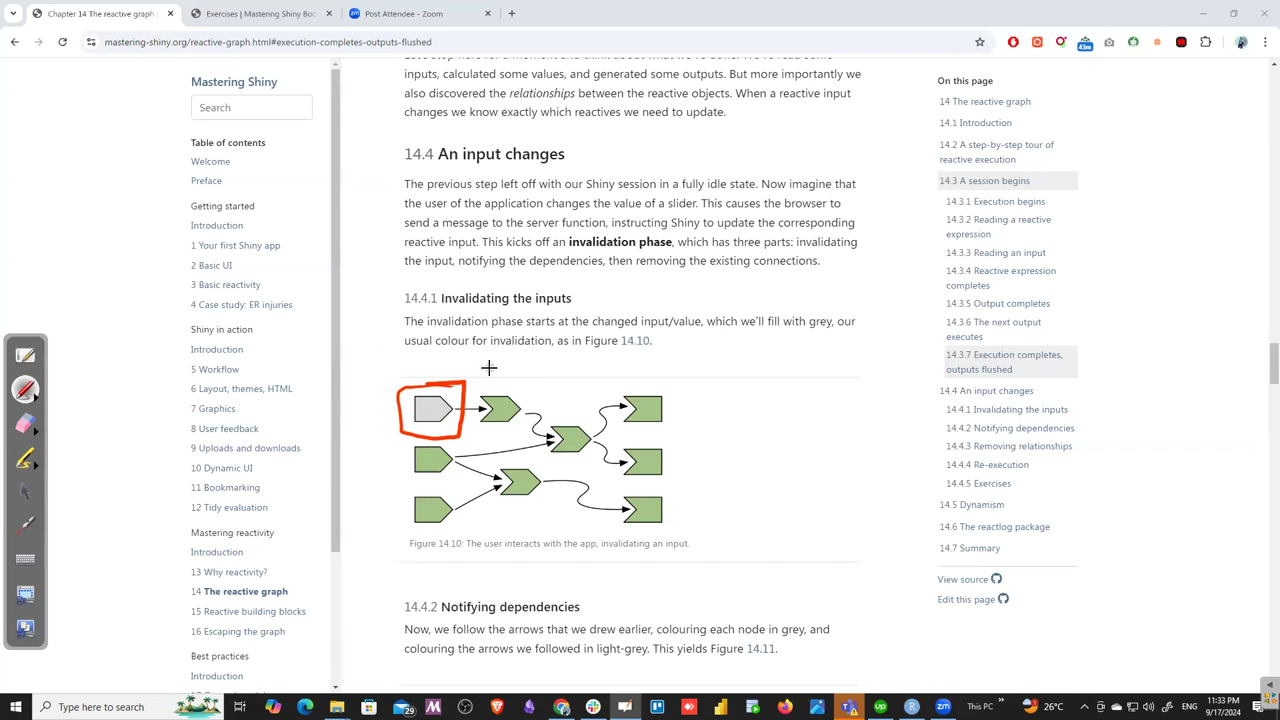 Chapter 14 The reactive graph
Exercises | Mastering Shiny Boo
Post Attendee - Zoom
mastering-shiny.org/reactive-graph.html#execution-completes-outputs-flushed
43m
Mastering Shiny
Search
Table of contents
Welcome
Preface
Getting started
Introduction
1 Your first Shiny app
2 Basic UI
3 Basic reactivity
4 Case study: ER injuries
Shiny in action
Introduction
5 Workflow
6 Layout, themes, HTML
7 Graphics
8 User feedback
9 Uploads and downloads
10 Dynamic UI
11 Bookmarking
12 Tidy evaluation
Mastering reactivity
Introduction
13 Why reactivity?
14 The reactive graph
15 Reactive building blocks
16 Escaping the graph
Best practices
Introduction
inputs, calculated some values, and generated some outputs. But more importantly we
also discovered the relationships between the reactive objects. When a reactive input
changes we know exactly which reactives we need to update.
14.4 An input changes
The previous step left off with our Shiny session in a fully idle state. Now imagine that
the user of the application changes the value of a slider. This causes the browser to
send a message to the server function, instructing Shiny to update the corresponding
reactive input. This kicks off an invalidation phase, which has three parts: invalidating
the input, notifying the dependencies, then removing the existing connections.
14.4.1 Invalidating the inputs
The invalidation phase starts at the changed input/value, which we'll fill with grey, our
usual colour for invalidation, as in Figure 14.10.
Figure 14.10: The user interacts with the app, invalidating an input.
14.4.2 Notifying dependencies
Now, we follow the arrows that we drew earlier, colouring each node in grey, and
colouring the arrows we followed in light-grey. This yields Figure 14.11.
On this page
14 The reactive graph
14.1 Introduction
14.2 A step-by-step tour of
reactive execution
14.3 A session begins
14.3.1 Execution begins
14.3.2 Reading a reactive
expression
14.3.3 Reading an input
14.3.4 Reactive expression
completes
14.3.5 Output completes
14.3.6 The next output
executes
14.3.7 Execution completes,
outputs flushed
14.4 An input changes
14.4.1 Invalidating the inputs
14.4.2 Notifying dependencies
14.4.3 Removing relationships
14.4.4 Re-execution
14.4.5 Exercises
14.5 Dynamism
14.6 The reactlog package
14.7 Summary
View source
Edit this page
Type here to search
29
This PC
26°C
11:33 PM
9/17/2024